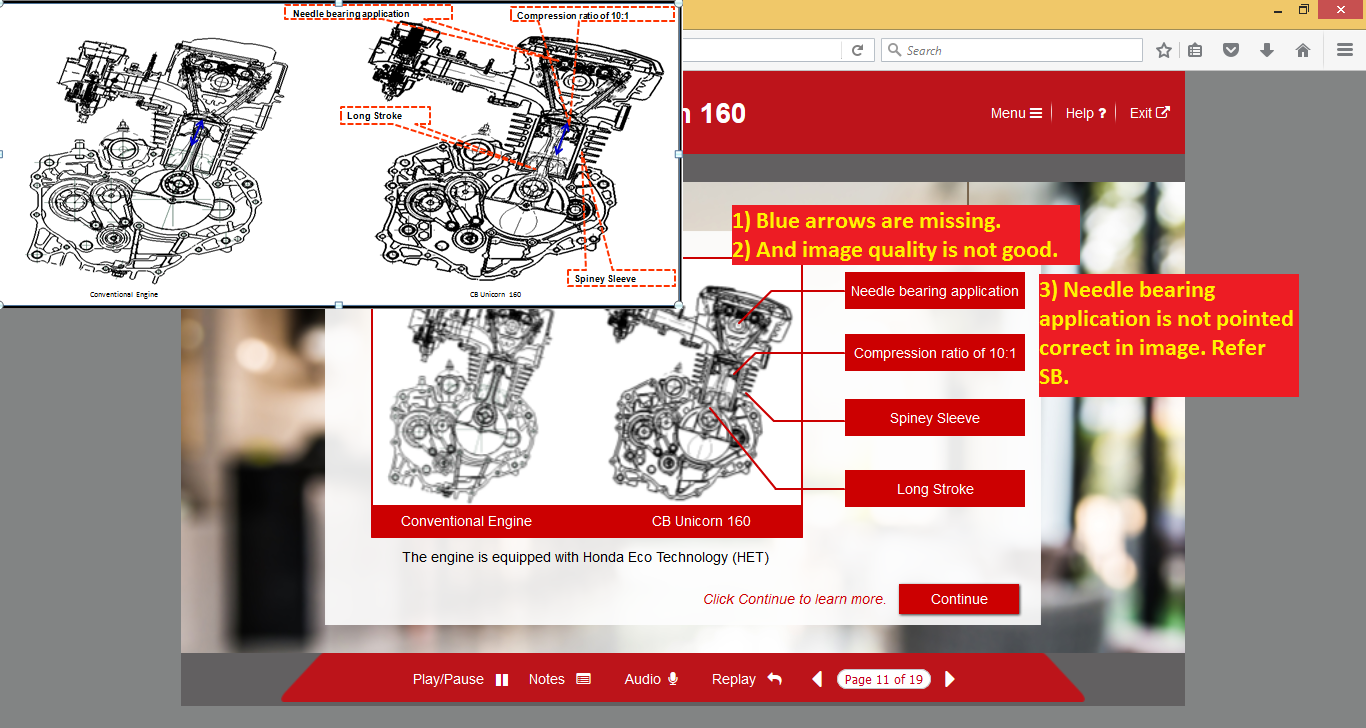 Needle bearing application
Compression ratio of 10:1
Long Stroke
Spiney Sleeve
Conventional Engine
CB Unicorn 160
Search
n 160
Menu
Help ?
Exit
1) Blue arrows are missing.
2) And image quality is not good.
3) Needle bearing
application is not pointed
correct in image. Refer
SB.
Needle bearing application
Compression ratio of 10:1
Spiney Sleeve
Long Stroke
Conventional Engine
CB Unicorn 160
The engine is equipped with Honda Eco Technology (HET)
Click Continue to learn more.
Continue
Play/Pause
Notes
Audio
Replay
Page 11 of 19